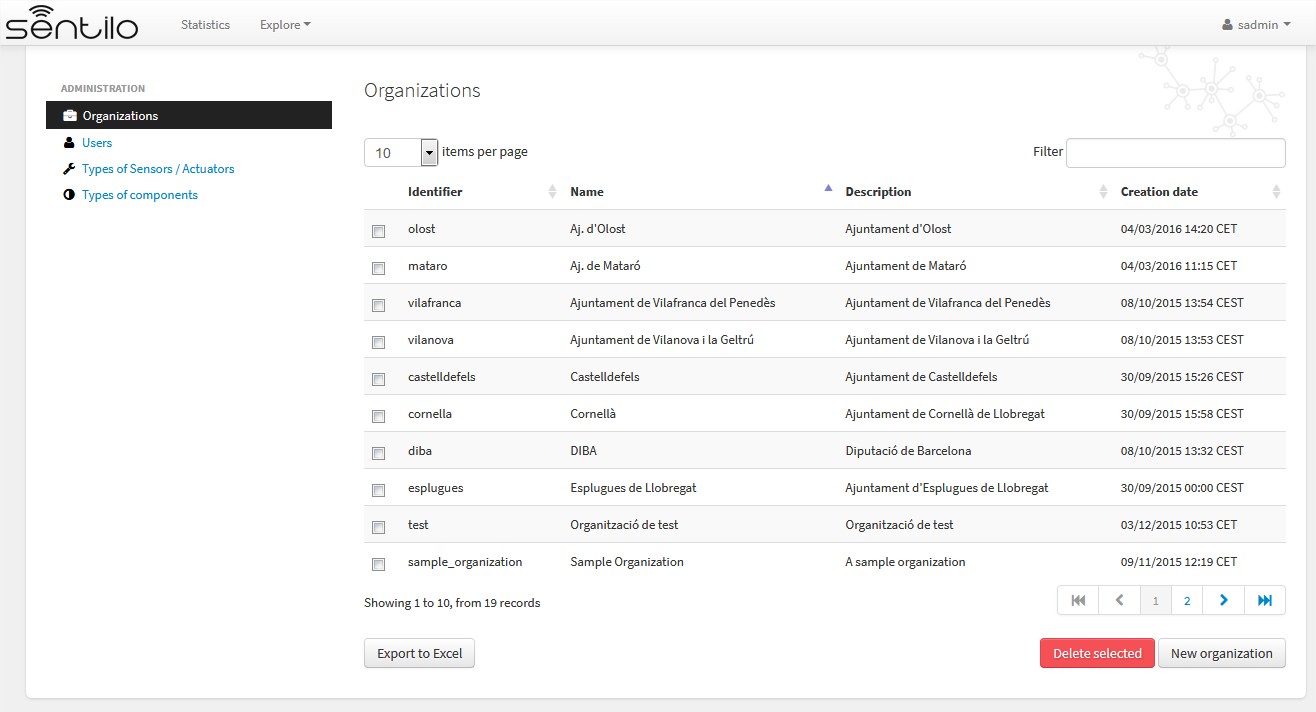 sentilo Statistics Explore sadmin
ADMINISTRATION
Organizations
Users
Types of Sensors / Actuators
Types of components
Organizations
10 items per page Filter
Identifier Name Description Creation date
olost Aj. d'Olost Ajuntament d'Olost 04/03/2016 14:20 CET
mataro Aj. de Mataró Ajuntament de Mataró 04/03/2016 11:15 CET
vilafranca Ajuntament de Vilafranca del Penedès Ajuntament de Vilafranca del Penedès 08/10/2015 13:54 CEST
vilanova Ajuntament de Vilanova i la Geltrú Ajuntament de Vilanova i la Geltrú 08/10/2015 13:53 CEST
castelldefels Castelldefels Ajuntament de Castelldefels 30/09/2015 15:26 CEST
cornella Cornellà Ajuntament de Cornellà de Llobregat 30/09/2015 15:58 CEST
diba DIBA Diputació de Barcelona 08/10/2015 13:32 CEST
esplugues Esplugues de Llobregat Ajuntament d'Esplugues de Llobregat 30/09/2015 00:00 CEST
test Organització de test Organització de test 03/12/2015 10:53 CET
sample_organization Sample Organization A sample organization 09/11/2015 12:19 CET
Showing 1 to 10, from 19 records 1 2
Export to Excel Delete selected New organization